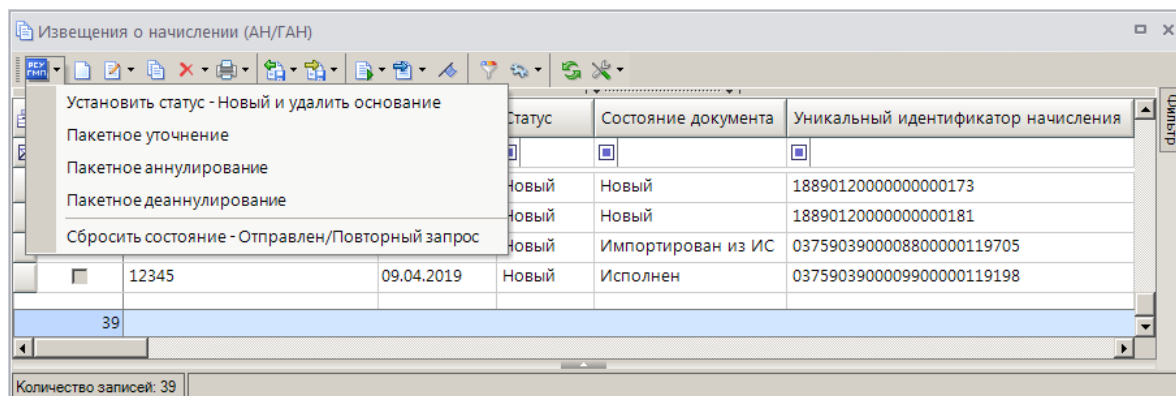 Извещения о начислении (АН/ГАН)
РСУ
ГМП
Установить статус - Новый и удалить основание
Пакетное уточнение
Пакетное аннулирование
Пакетное деаннулирование
Сбросить состояние - Отправлен/Повторный запрос
Статус Состояние документа Уникальный идентификатор начисления
Фильтр
Новый Новый 18890120000000000173
Новый Новый 18890120000000000181
Новый Импортирован из ИС 0375903900008800000119705
12345 09.04.2019 Новый Исполнен 0375903900009900000119198
39
Количество записей: 39